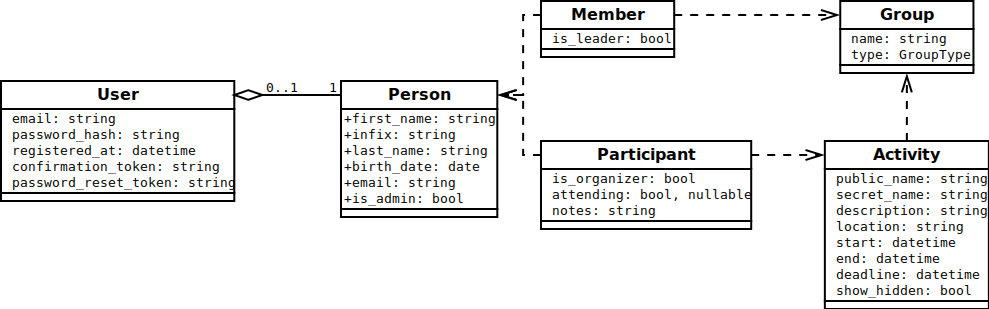 Member
is_leader: bool
Group
name: string
type: GroupType
User
email: string
password_hash: string
registered_at: datetime
confirmation_token: string
password_reset_token: string
0..1
1
Person
+first_name: string
+infix: string
+last_name: string
+birth_date: date
+email: string
+is_admin: bool
Participant
is_organizer: bool
attending: bool, nullable
notes: string
Activity
public_name: string
secret_name: string
description: string
location: string
start: datetime
end: datetime
deadline: datetime
show_hidden: bool